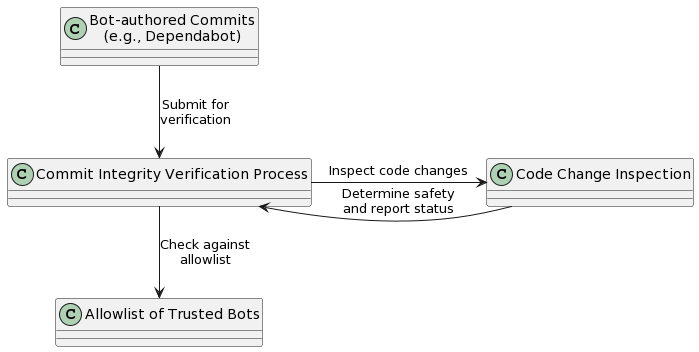 C Bot-authored Commits
(e.g., Dependabot)
Submit for
verification
C Commit Integrity Verification Process
Inspect code changes
C Code Change Inspection
Determine safety
and report status
Check against
allowlist
C Allowlist of Trusted Bots